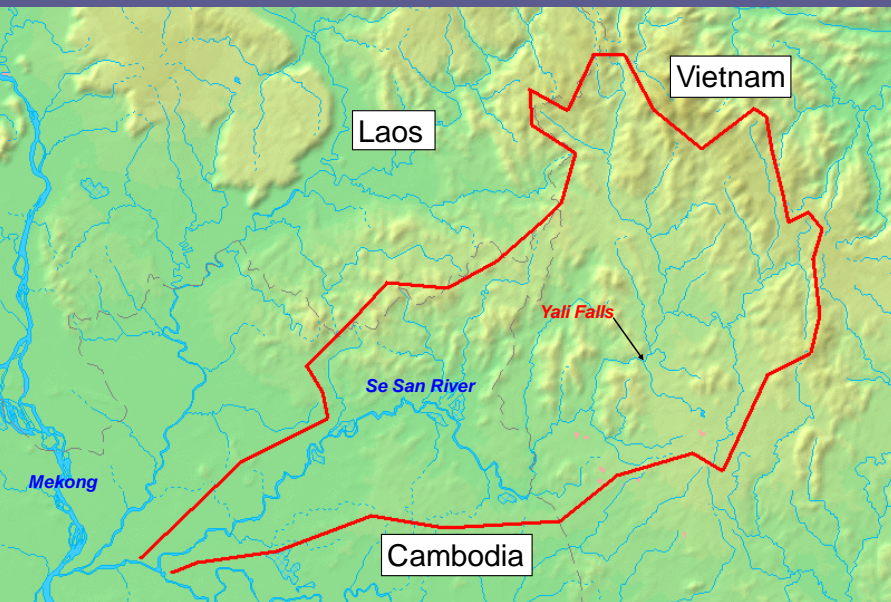 Vietnam
Laos
Yali Falls
Se San River
Mekong
Cambodia